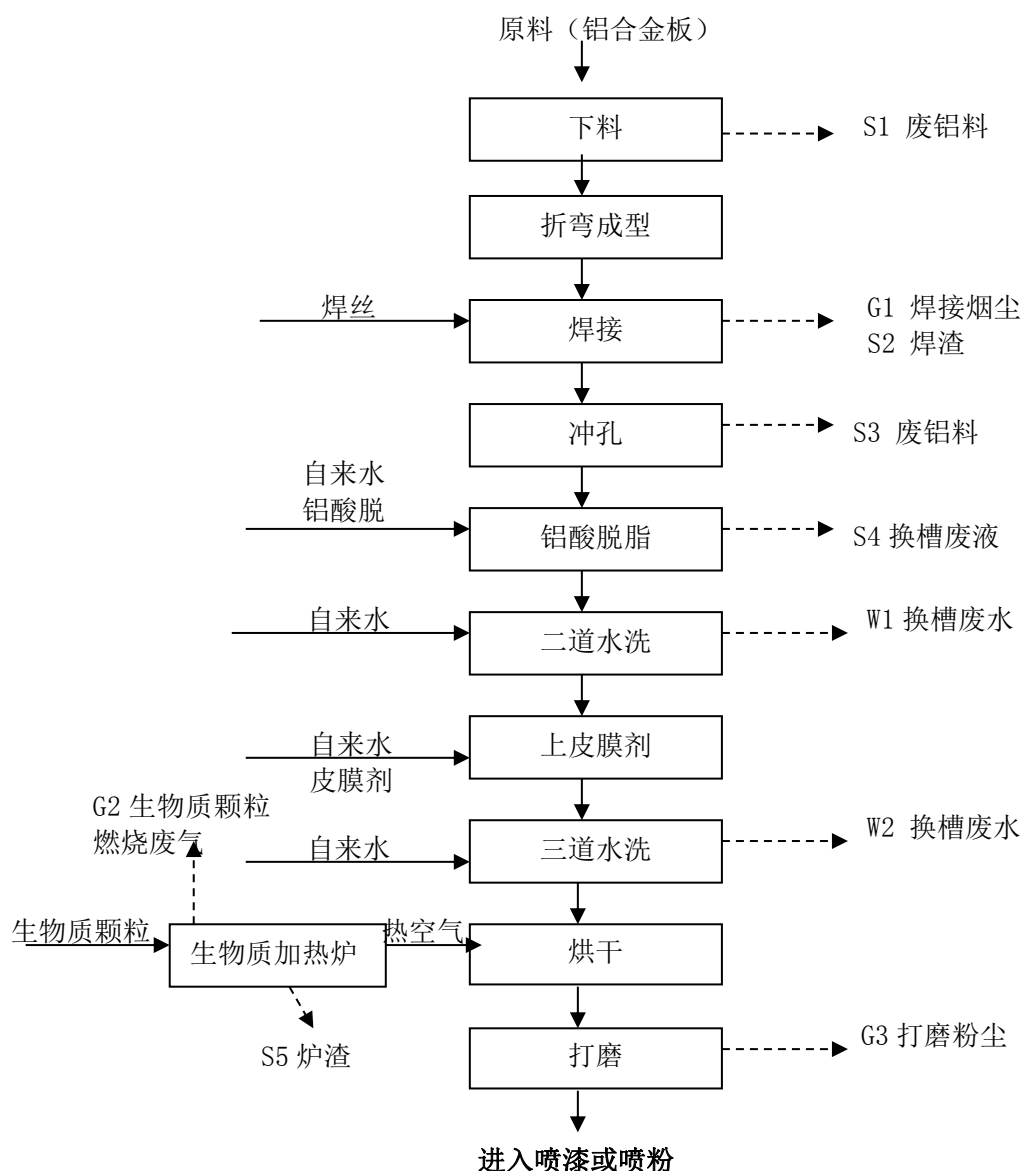 原料（铝合金板）
下料
S1 废铝料
折弯成型
焊丝
焊接
G1 焊接烟尘
S2 焊渣
冲孔
S3 废铝料
自来水
铝酸脱
铝酸脱脂
S4 换槽废液
自来水
二道水洗
W1 换槽废水
自来水
皮膜剂
上皮膜剂
G2 生物质颗粒
燃烧废气
自来水
三道水洗
W2 换槽废水
生物质颗粒
生物质加热炉
热空气
烘干
S5 炉渣
打磨
G3 打磨粉尘
进入喷漆或喷粉